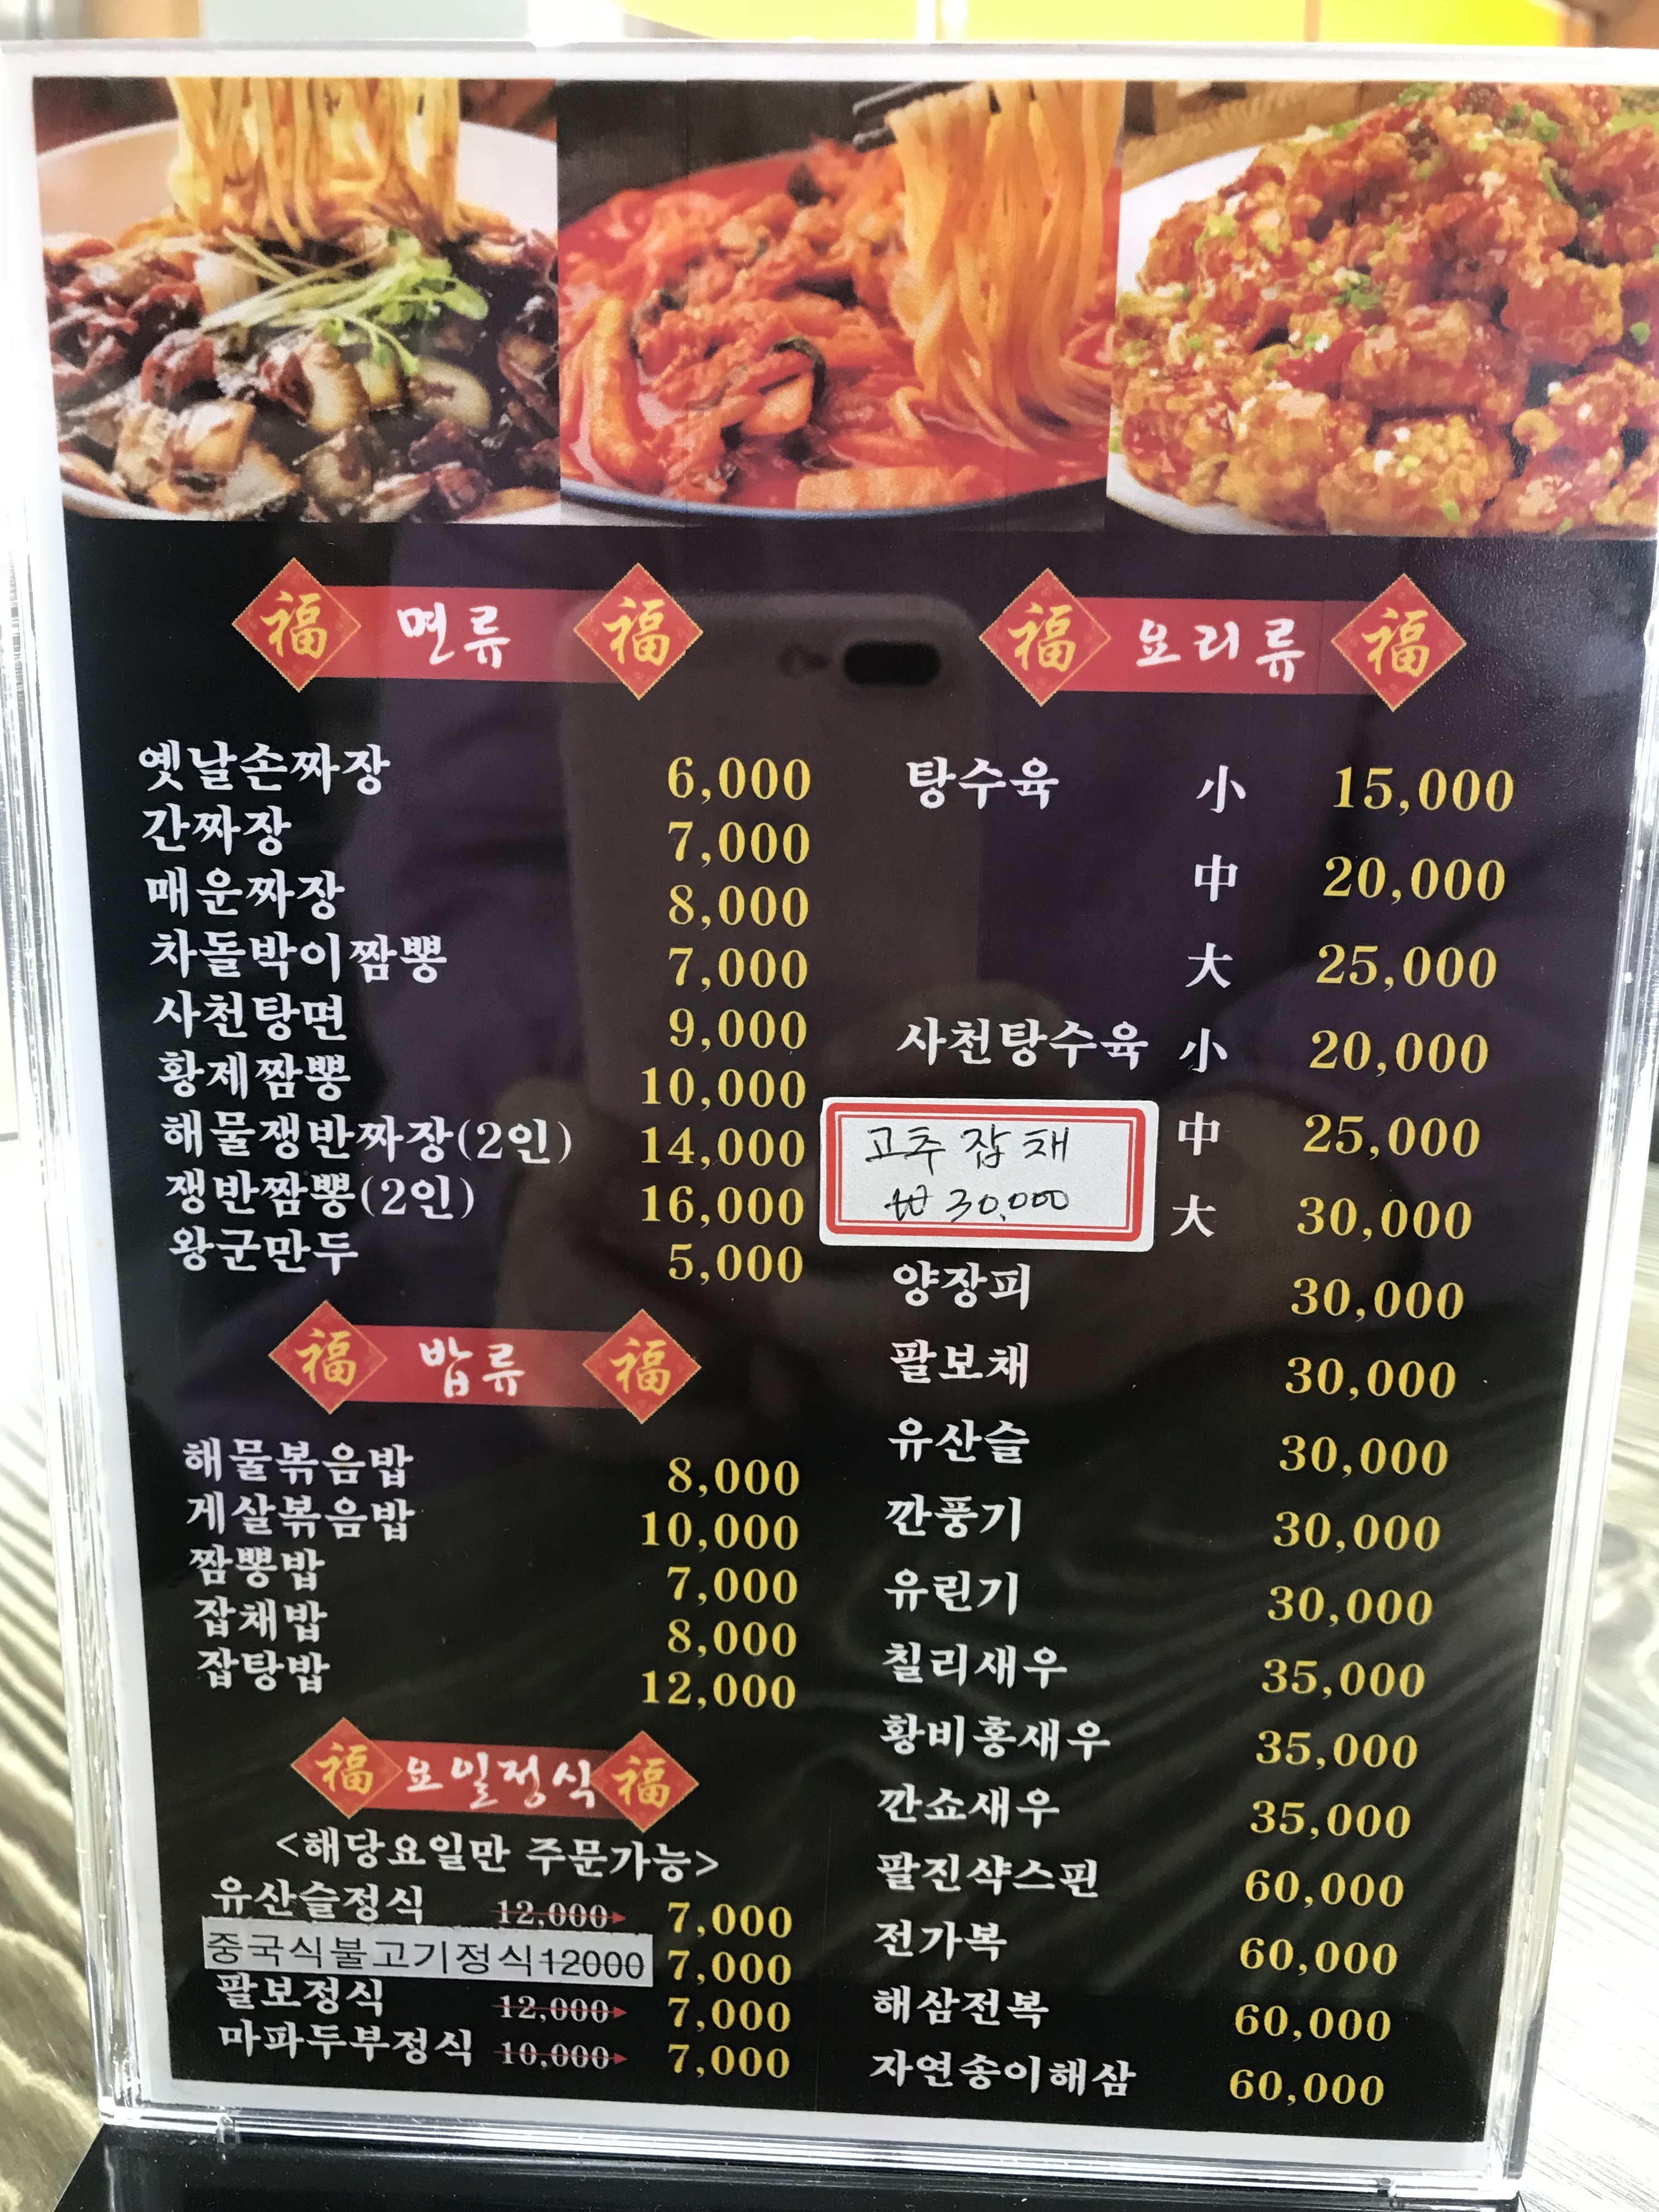 福 면류 福
옛날손짜장 6,000
간짜장 7,000
매운짜장 8,000
차돌박이짬뽕 7,000
사천탕면 9,000
황제짬뽕 10,000
해물쟁반짜장(2인) 14,000
쟁반짬뽕(2인) 16,000
왕군만두 5,000
福 밥류 福
해물볶음밥 8,000
게살볶음밥 10,000
짬뽕밥 7,000
잡채밥 8,000
잡탕밥 12,000
福 요일정식 福
<해당요일만 주문가능>
유산슬정식 12,000 7,000
중국식불고기정식12000 7,000
팔보정식 12,000 7,000
마파두부정식 10,000 7,000
福 요리류 福
탕수육 小 15,000
中 20,000
大 25,000
사천탕수육 小 20,000
中 25,000
大 30,000
고추잡채
₩30,000
양장피 30,000
팔보채 30,000
유산슬 30,000
깐풍기 30,000
유린기 30,000
칠리새우 35,000
황비홍새우 35,000
깐쇼새우 35,000
팔진샥스핀 60,000
전가복 60,000
해삼전복 60,000
자연송이해삼 60,000